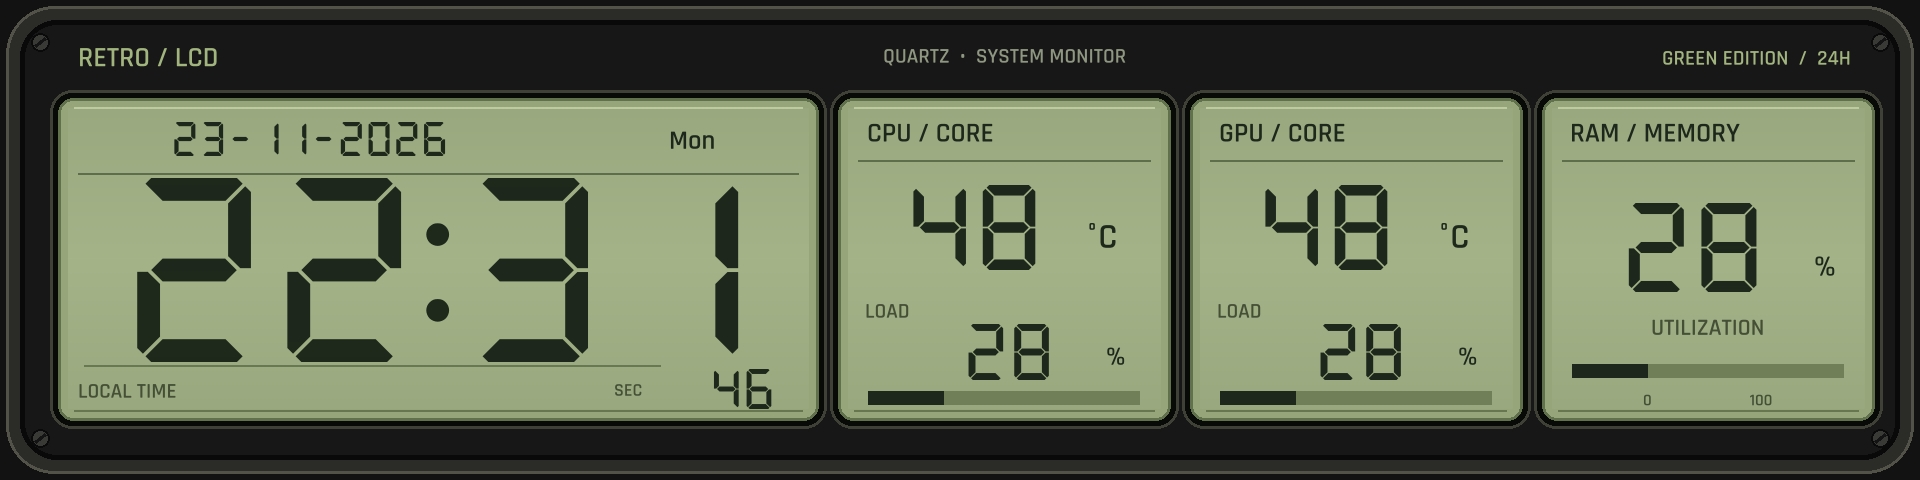 RETRO / LCD
QUARTZ · SYSTEM MONITOR
GREEN EDITION / 24H
23-11-2026
Mon
22:31
LOCAL TIME
SEC
46
CPU / CORE
48
°C
LOAD
28
%
GPU / CORE
48
°C
LOAD
28
%
RAM / MEMORY
28
%
UTILIZATION
0
100